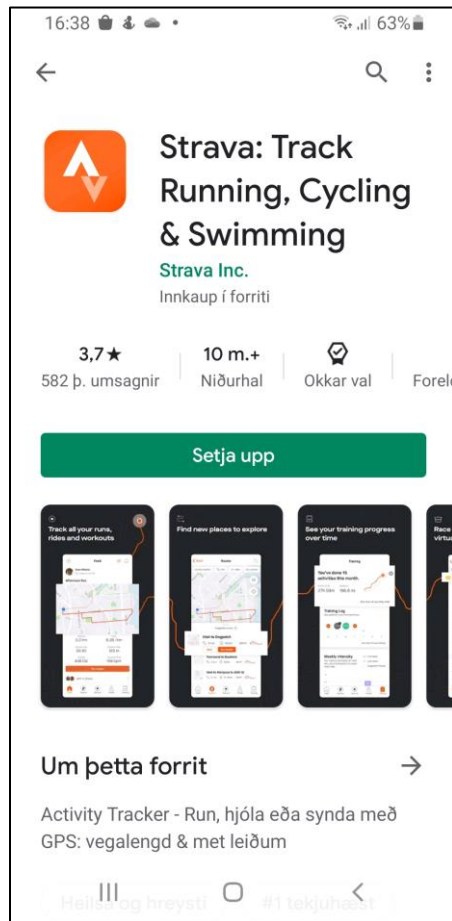 16:38
63%
Strava: Track
Running, Cycling
& Swimming
Strava Inc.
Innkaup í forriti
3,7★
582 þ. umsagnir
10 m.+
Niðurhal
Okkar val
Forel
Setja upp
Track all your runs,
rides and workouts
Find new places to explore
See your training progress
over time
Race
virtu
Um þetta forrit
Activity Tracker - Run, hjóla eða synda með
GPS: vegalengd & met leiðum
Heilsa og hreysti
#1 tekjuhæst